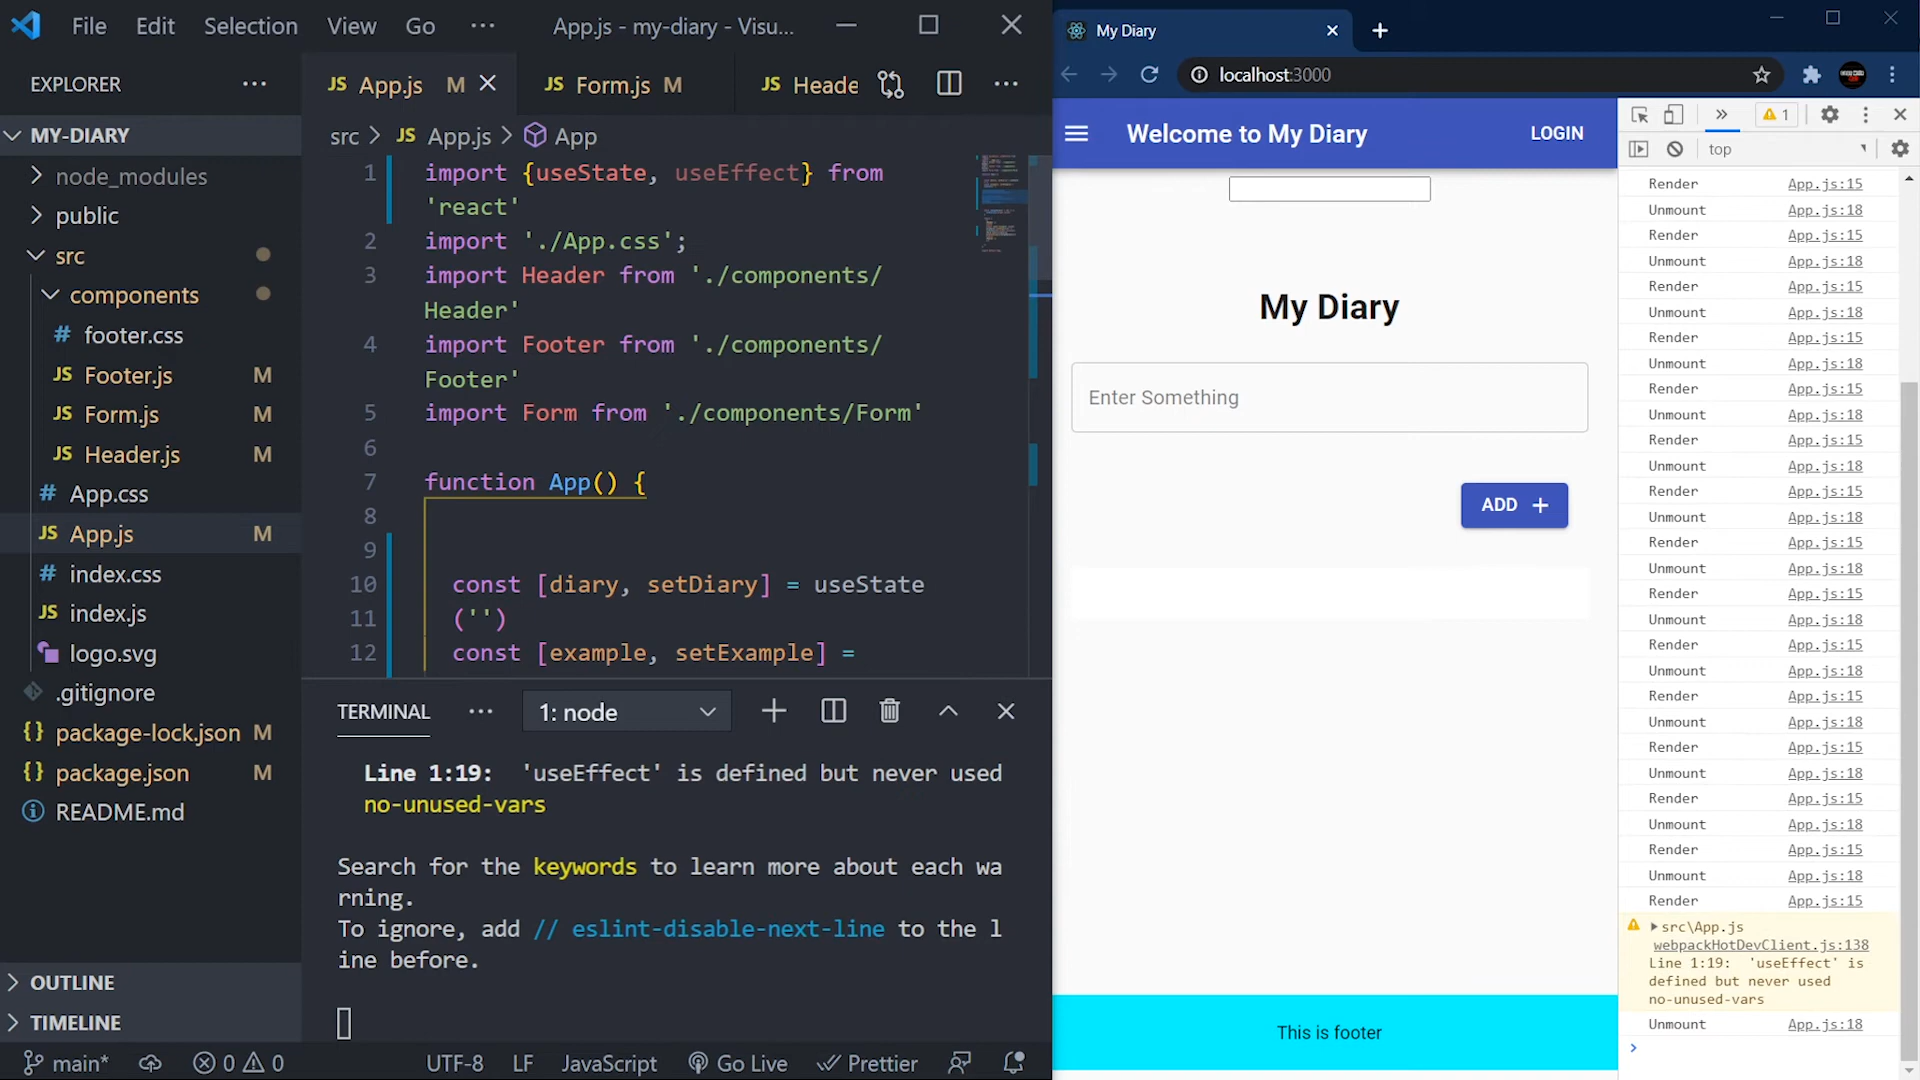 File Edit Selection View Go ··· App.js - my-diary - Visu...
EXPLORER ···
MY-DIARY
node_modules
public
src
components
# footer.css
JS Footer.js M
JS Form.js M
JS Header.js M
# App.css
JS App.js M
# index.css
JS index.js
logo.svg
.gitignore
{} package-lock.json M
{} package.json M
README.md
OUTLINE
TIMELINE
JS App.js M JS Form.js M JS Heade ···
src > JS App.js > App
1 import {useState, useEffect} from
'react'
2 import './App.css';
3 import Header from './components/
Header'
4 import Footer from './components/
Footer'
5 import Form from './components/Form'
6
7 function App() {
8
9
10 const [diary, setDiary] = useState
11 ('')
12 const [example, setExample] =
TERMINAL ··· 1: node
Line 1:19: 'useEffect' is defined but never used
no-unused-vars
Search for the keywords to learn more about each wa
rning.
To ignore, add // eslint-disable-next-line to the l
ine before.
main* 0 0 UTF-8 LF JavaScript Go Live Prettier
My Diary
localhost:3000
Welcome to My Diary LOGIN
My Diary
Enter Something
ADD +
This is footer
1
top
Render App.js:15
Unmount App.js:18
Render App.js:15
Unmount App.js:18
Render App.js:15
Unmount App.js:18
Render App.js:15
Unmount App.js:18
Render App.js:15
Unmount App.js:18
Render App.js:15
Unmount App.js:18
Render App.js:15
Unmount App.js:18
Render App.js:15
Unmount App.js:18
Render App.js:15
Unmount App.js:18
Render App.js:15
Unmount App.js:18
Render App.js:15
Unmount App.js:18
Render App.js:15
Unmount App.js:18
Render App.js:15
Unmount App.js:18
Render App.js:15
Unmount App.js:18
Render App.js:15
src\App.js
webpackHotDevClient.js:138
Line 1:19: 'useEffect' is
defined but never used
no-unused-vars
Unmount App.js:18